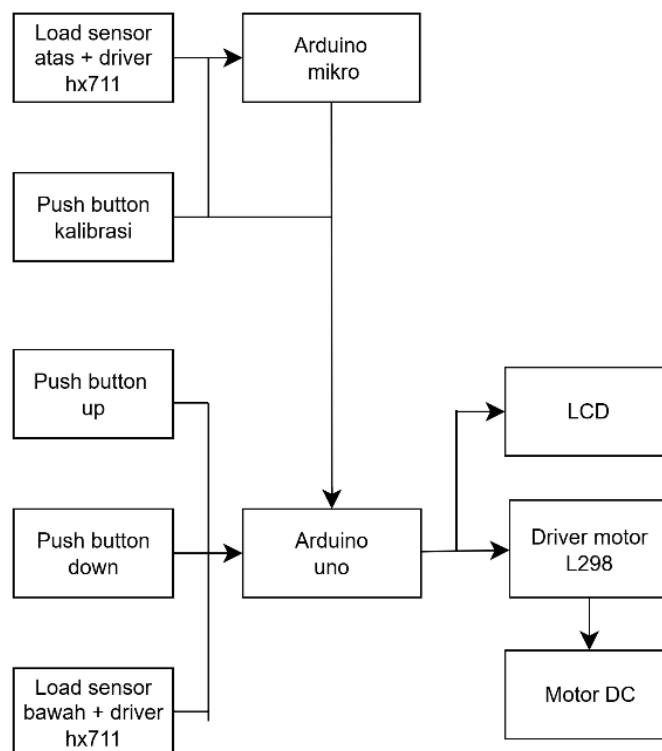 Load sensor
atas + driver
hx711
Arduino
mikro
Push button
kalibrasi
Push button
up
LCD
Push button
down
Arduino
uno
Driver motor
L298
Load sensor
bawah + driver
hx711
Motor DC